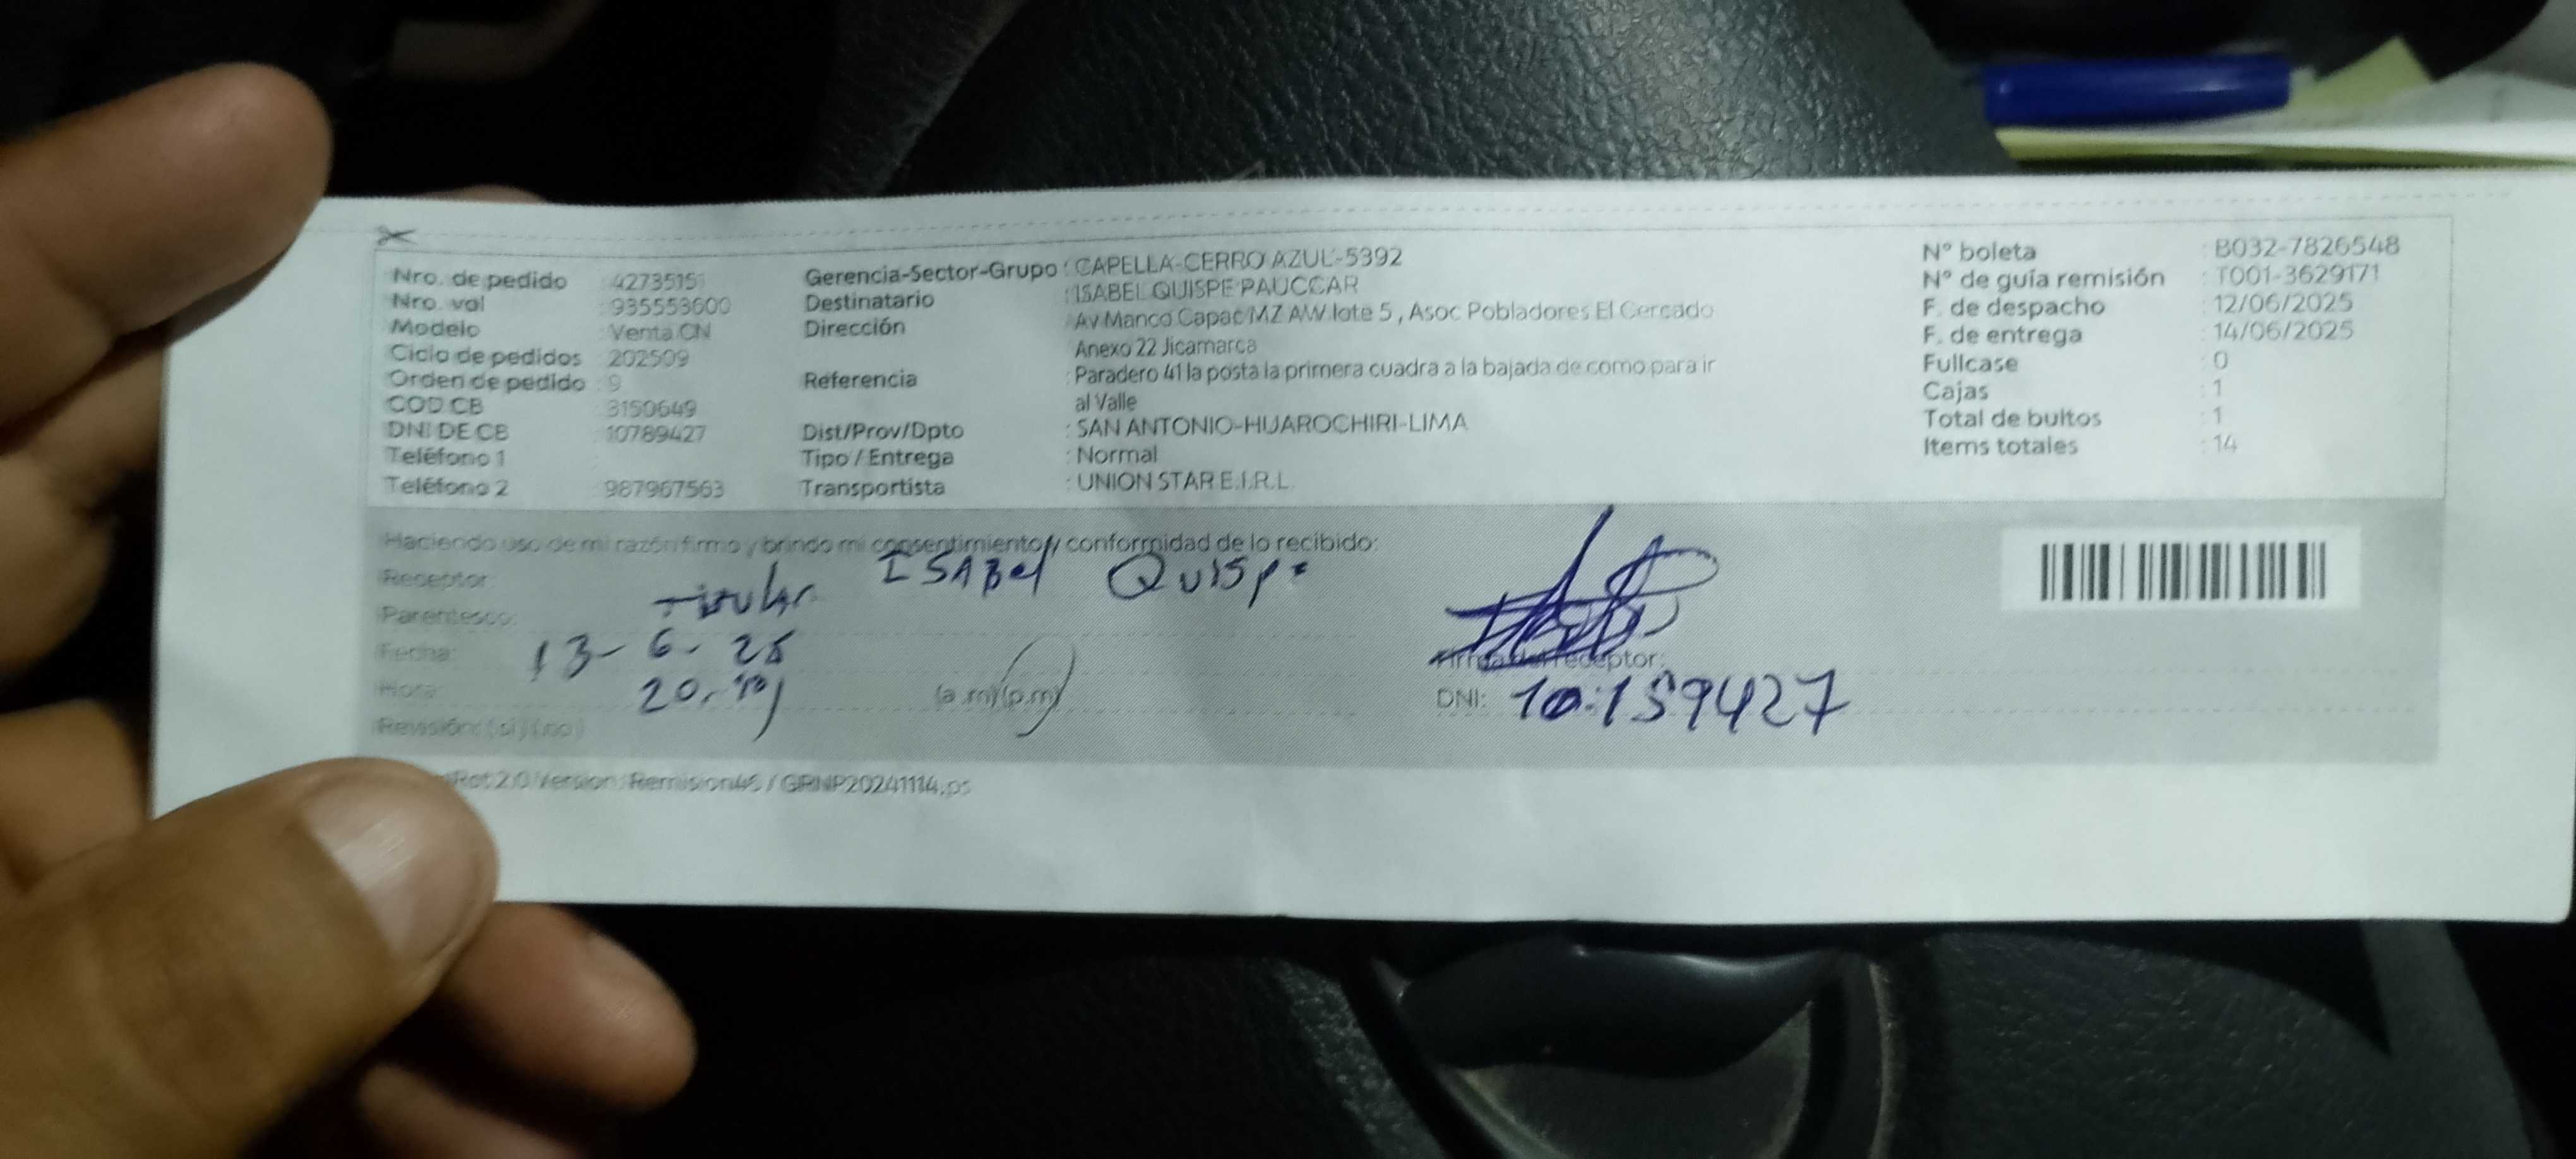 Nro. de pedido : 42735151
Nro. val : 935553600
Modelo : Venta CN
Ciclo de pedidos : 202509
Orden de pedido : 9
COD CB : 3150649
DNI DE CB : 10789427
Teléfono 1
Teléfono 2 : 987967563
Gerencia-Sector-Grupo : CAPELLA-CERRO AZUL-5392
Destinatario : ISABEL QUISPE PAUCCAR
Dirección : Av Manco Capac MZ AW lote 5 , Asoc Pobladores El Cercado
Anexo 22 Jicamarca
Referencia : Paradero 41 la posta la primera cuadra a la bajada de como para ir
al Valle
Dist/Prov/Dpto : SAN ANTONIO-HUAROCHIRI-LIMA
Tipo / Entrega : Normal
Transportista : UNION STAR E.I.R.L.
N° boleta : B032-7826548
N° de guía remisión : T001-3629171
F. de despacho : 12/06/2025
F. de entrega : 14/06/2025
Fullcase : 0
Cajas : 1
Total de bultos : 1
Items totales : 14
Haciendo uso de mi razón firmo y brindo mi consentimiento y conformidad de lo recibido:
Receptor: ISABel Quispe
Parentesco: titular
Fecha: 13-6-25
Hora: 20. (a.m)(p.m)
Revisión: (si) (no)
Firma del receptor:
DNI: 10789427
Rot 2.0 Version: Remision46 / GRNP20241114.ps